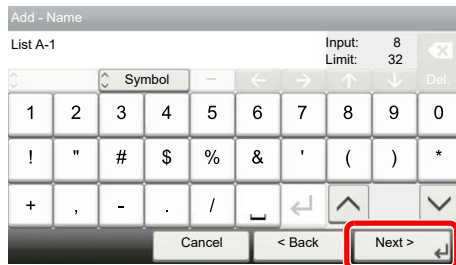 Add - Name
List A-1 Input: 8
Limit: 32
Symbol Del.
1 2 3 4 5 6 7 8 9 0
! " # $ % & ' ( ) *
+ , - . /
Cancel < Back Next >